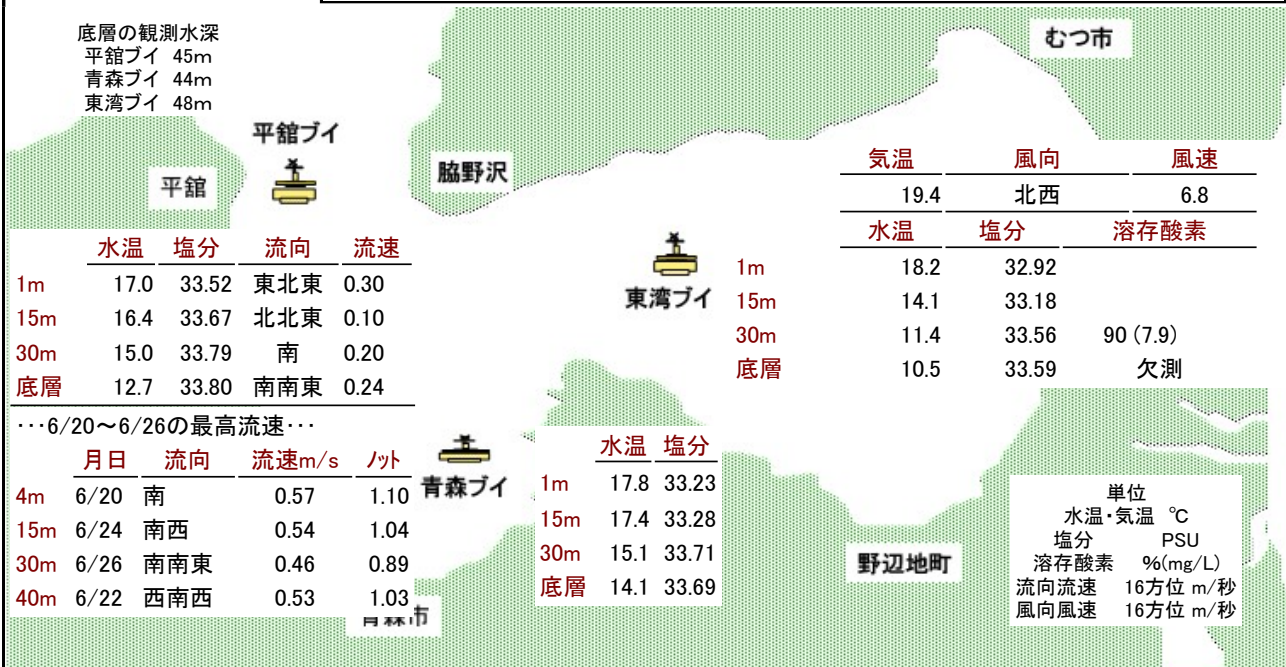 底層の観測水深
平舘ブイ 45m
青森ブイ 44m
東湾ブイ 48m
むつ市
平舘ブイ
脇野沢
平舘
気温 風向 風速
19.4 北西 6.8
水温 塩分 溶存酸素
1m 18.2 32.92
15m 14.1 33.18
30m 11.4 33.56 90 (7.9)
底層 10.5 33.59 欠測
東湾ブイ
水温 塩分 流向 流速
1m 17.0 33.52 東北東 0.30
15m 16.4 33.67 北北東 0.10
30m 15.0 33.79 南 0.20
底層 12.7 33.80 南南東 0.24
･･･6/20～6/26の最高流速･･･
月日 流向 流速m/s ノット
4m 6/20 南 0.57 1.10
15m 6/24 南西 0.54 1.04
30m 6/26 南南東 0.46 0.89
40m 6/22 西南西 0.53 1.03
青森ブイ
水温 塩分
1m 17.8 33.23
15m 17.4 33.28
30m 15.1 33.71
底層 14.1 33.69
青森市
野辺地町
単位
水温・気温 ℃
塩分 PSU
溶存酸素 %(mg/L)
流向流速 16方位 m/秒
風向風速 16方位 m/秒